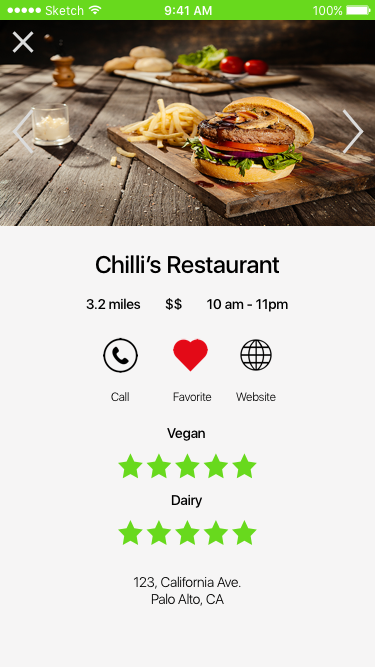 Sketch 9:41 AM 100%
Chilli's Restaurant
3.2 miles $$ 10 am - 11pm
Call Favorite Website
Vegan
Dairy
123, California Ave.
Palo Alto, CA